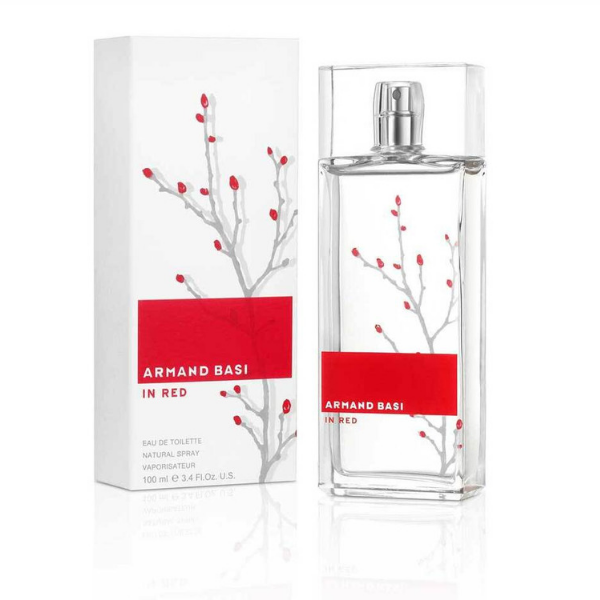 ARMAND BASI
IN RED
EAU DE TOILETTE
NATURAL SPRAY
VAPORISATEUR
100 ml ℮ 3.4 Fl.Oz. U.S.
ARMAND BASI
IN RED